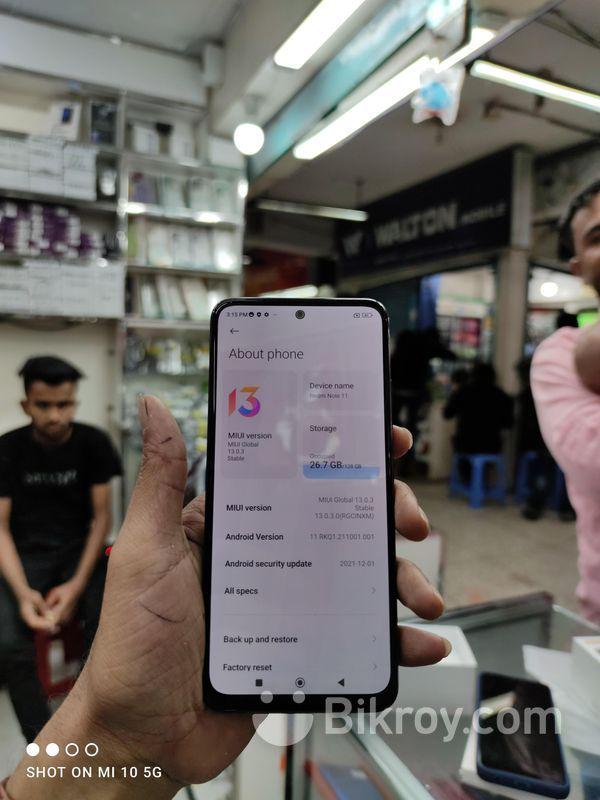 WALTON MOBILE
3:15 PM
About phone
13
MIUI version
MIUI Global
13.0.3
Stable
Device name
Redmi Note 11
Storage
Occupied
26.7 GB/128 GB
MIUI version
MIUI Global 13.0.3
Stable
13.0.3.0(RGCINXM)
Android Version
11 RKQ1.211001.001
Android security update
2021-12-01
All specs
Back up and restore
Factory reset
Bikroy.com
SHOT ON MI 10 5G